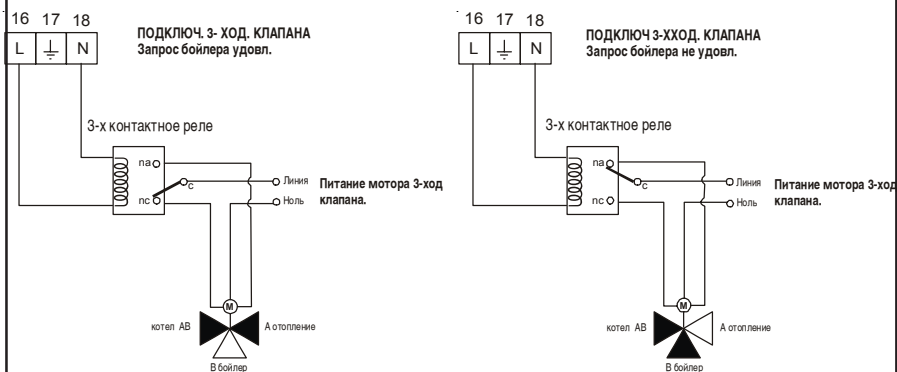 16 17 18
L N
ПОДКЛЮЧ. 3- ХОД. КЛАПАНА
Запрос бойлера удовл.
3-х контактное реле
na
c
nc
Линия
Ноль
Питание мотора 3-ход
клапана.
M
котел АВ
А отопление
В бойлер
16 17 18
L N
ПОДКЛЮЧ 3-ХХОД. КЛАПАНА
Запрос бойлера не удовл.
3-х контактное реле
na
c
nc
Линия
Ноль
Питание мотора 3-ход
клапана.
M
котел АВ
А отопление
В бойлер